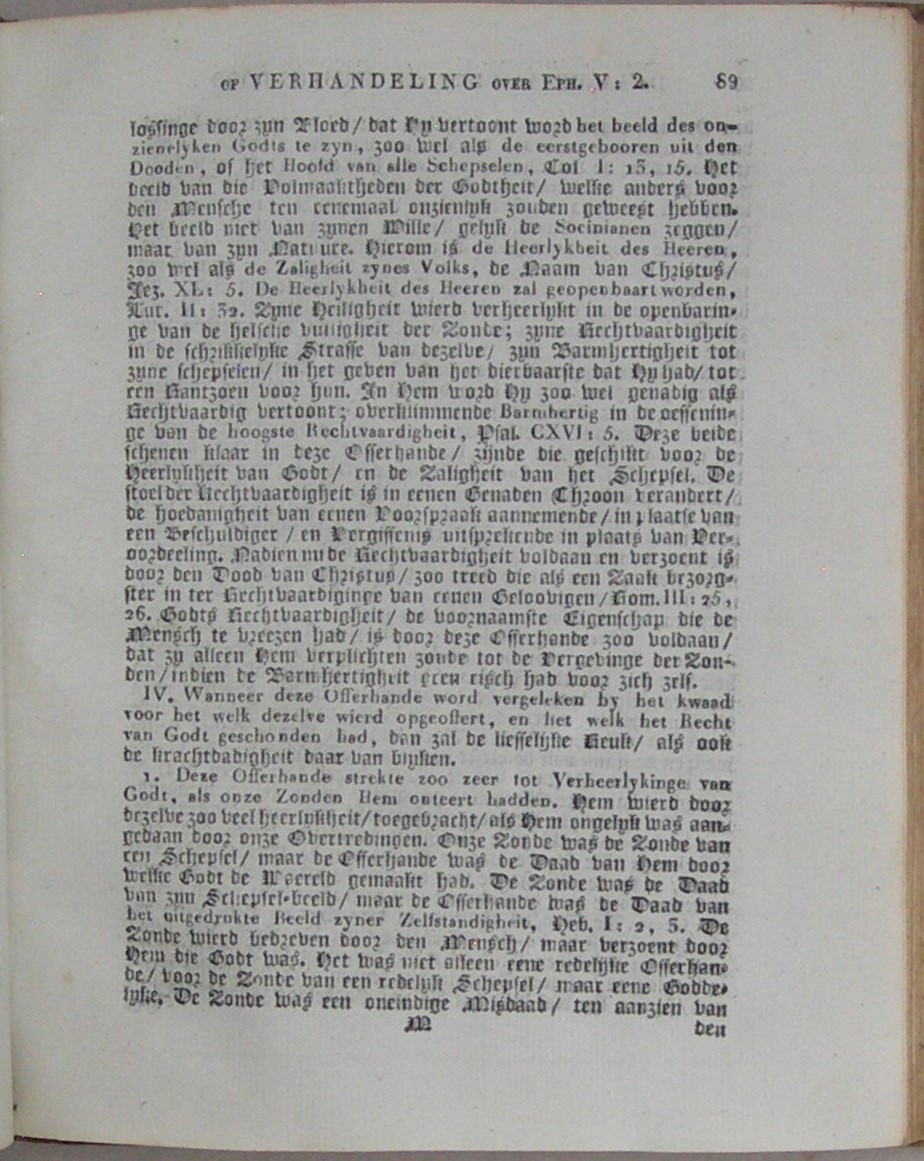 OF VERHANDELING OVER EPH. V: 2. 89
lossinge door zyn Bloed/ dat Hy vertoont word het beeld des on-
zienelyken Godts te zyn, zoo wel als de eerstgebooren uit den
Dooden, of het Hoofd van alle Schepselen, Col I: 13, 15. Het
beeld van die Volmaaktheden der Godtheit/ welke anders voor
den Mensche ten eenemaal onzienlyk zouden geweest hebben.
Het beeld niet van zynen Wille/ gelyk de Socinianen zeggen/
maar van zyn Natuure. Hierom is de Heerlykheit des Heeren,
zoo wel als de Zaligheit zynes Volks, de Naam van Christus/
Jez. XL: 5. De Heerlykheit des Heeren zal geopenbaart worden,
Luc. II: 32. Zyne Heiligheit wierd verheerlykt in de openbarin-
ge van de helsche vuiligheit der Zonde; zyne Rechtvaardigheit
in de schrikkelyke Straffe van dezelve/ zyn Barmhertigheit tot
zyne schepselen/ in het geven van het dierbaarste dat Hy had/ tot
een Rantzoen voor hun. In Hem word Hy zoo wel genadig als
Rechtvaardig vertoont; overklimmende Barmhertig in de oeffenin-
ge van de hoogste Rechtvaardigheit, Psal. CXVI: 5. Deze beide
schenen klaar in deze Offerhande/ zijnde die geschikt voor de
Heerlykheit van Godt/ en de Zaligheit van het Schepsel. De
stoel der Rechtvaardigheit is in eenen Genaden Chroon verandert/
de hoedanigheit van eenen Voorspraak aannemende/ in plaatse van
een Beschuldiger / en Vergiffenis uitsprekende in plaats van Ver-
oordeeling. Nadien nu de Rechtvaardigheit voldaan en verzoent is
door den Dood van Christus/ zoo treed die als een Zaak bezorg-
ster in ter Rechtvaardiginge van eenen Geloovigen/ Rom. III: 25,
26. Godts Rechtvaardigheit/ de voornaamste Eigenschap die de
Mensch te vreezen had/ is door deze Offerhande zoo voldaan/
dat zy alleen Hem verplichten zoude tot de Vergevinge der Zon-
den/ indien de Barmhertigheit geen eisch had voor zich zelf.
IV. Wanneer deze Offerhande word vergeleken by het kwaad
voor het welk dezelve wierd opgeoffert, en het welk het Recht
van Godt geschonden had, dan zal de lieffelyke Reuk/ als ook
de krachtdadigheit daar van blyken.
1. Deze Offerhande strekte zoo zeer tot Verheerlykinge van
Godt, als onze Zonden Hem onteert hadden. Hem wierd door
dezelve zoo veel heerlykheit/ toegebracht/ als Hem ongelyk was aan-
gedaan door onze Overtredingen. Onze Zonde was de Zonde van
een Schepsel/ maar de Offerhande was de Daad van Hem door
welke Godt de Waereld gemaakt had. De Zonde was de Daad
van zyn Schepsel-beeld/ maar de Offerhande was de Daad van
het uitgedrukte Beeld zyner Zelfstandigheit, Heb. I: 2, 3. De
Zonde wierd bedreven door den Mensch/ maar verzoent door
Hem die Godt was. Het was niet alleen eene redelyke Offerhan-
de/ voor de Zonde van een redelyk Schepsel/ maar eene Godde-
lyke. De Zonde was een oneindige Misdaad/ ten aanzien van
M den